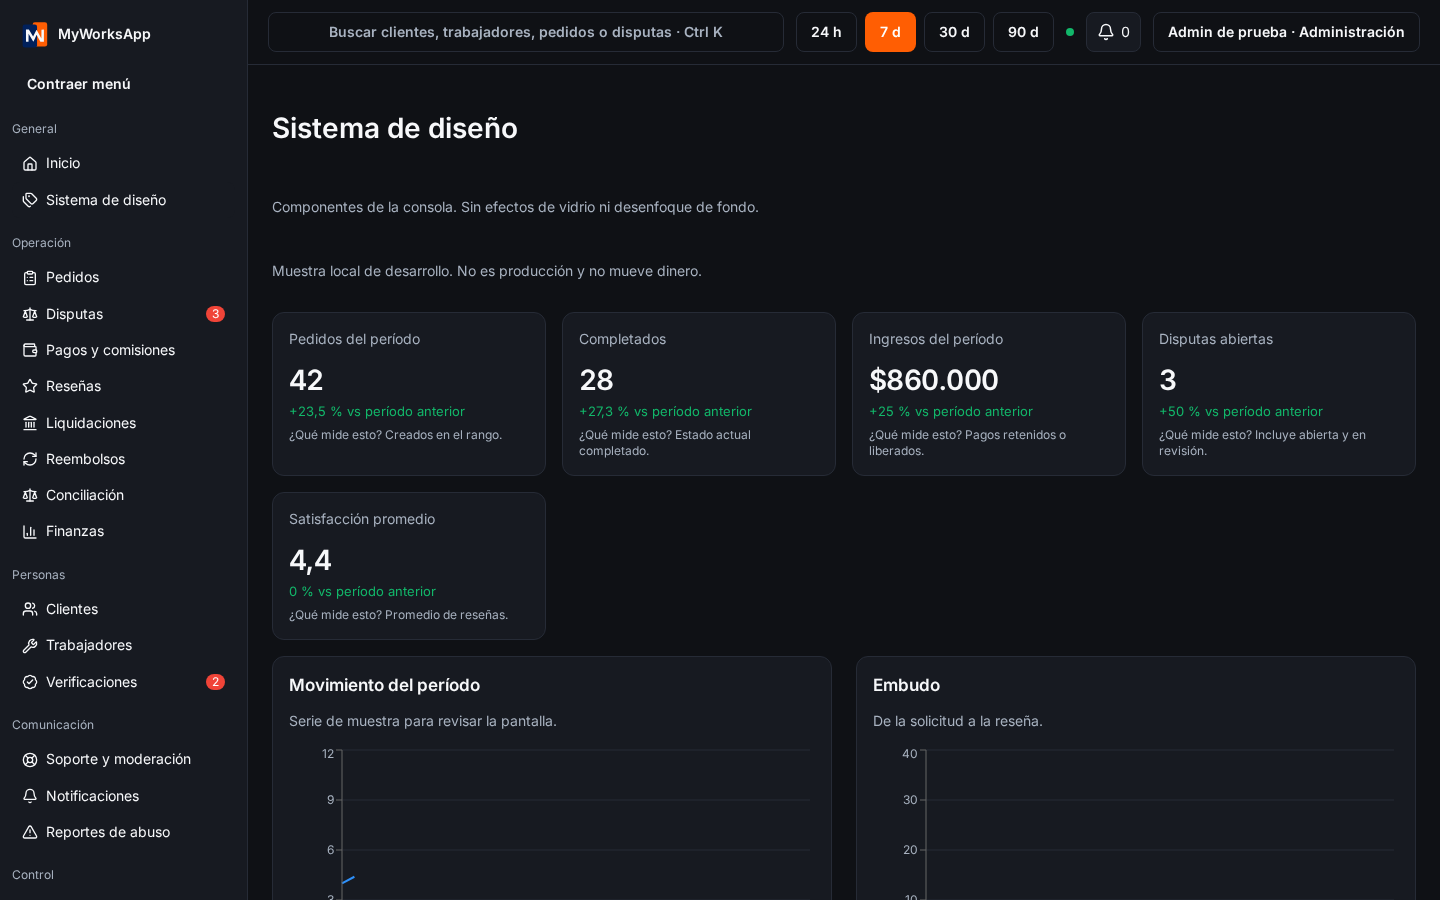 MyWorksApp
Contraer menú
General
Inicio
Sistema de diseño
Operación
Pedidos
Disputas 3
Pagos y comisiones
Reseñas
Liquidaciones
Reembolsos
Conciliación
Finanzas
Personas
Clientes
Trabajadores
Verificaciones 2
Comunicación
Soporte y moderación
Notificaciones
Reportes de abuso
Control
Buscar clientes, trabajadores, pedidos o disputas · Ctrl K
24 h
7 d
30 d
90 d
0
Admin de prueba · Administración
Sistema de diseño
Componentes de la consola. Sin efectos de vidrio ni desenfoque de fondo.
Muestra local de desarrollo. No es producción y no mueve dinero.
Pedidos del período
42
+23,5 % vs período anterior
¿Qué mide esto? Creados en el rango.
Completados
28
+27,3 % vs período anterior
¿Qué mide esto? Estado actual
completado.
Ingresos del período
$860.000
+25 % vs período anterior
¿Qué mide esto? Pagos retenidos o
liberados.
Disputas abiertas
3
+50 % vs período anterior
¿Qué mide esto? Incluye abierta y en
revisión.
Satisfacción promedio
4,4
0 % vs período anterior
¿Qué mide esto? Promedio de reseñas.
Movimiento del período
Serie de muestra para revisar la pantalla.
12
9
6
3
Embudo
De la solicitud a la reseña.
40
30
20
10